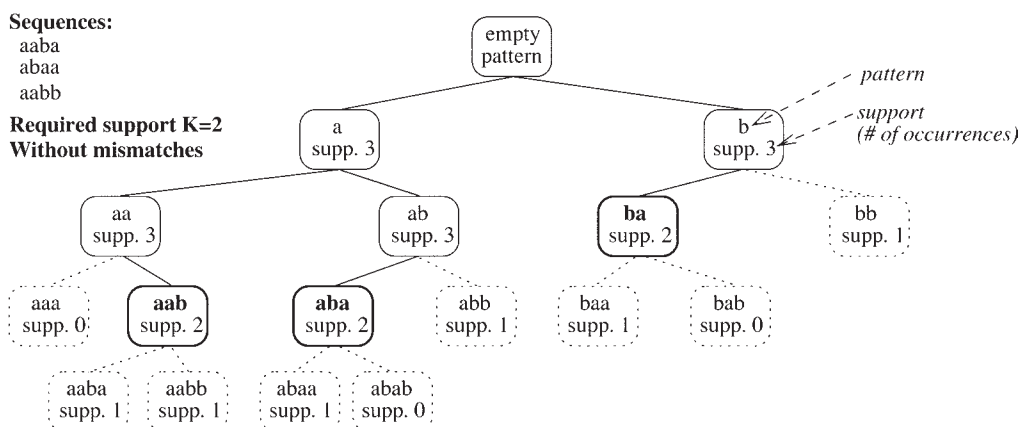 Sequences:
aaba
abaa
aabb
Required support K=2
Without mismatches
empty
pattern
pattern
support
(# of occurrences)
a
supp. 3
b
supp. 3
aa
supp. 3
ab
supp. 3
ba
supp. 2
bb
supp. 1
aaa
supp. 0
aab
supp. 2
aba
supp. 2
abb
supp. 1
baa
supp. 1
bab
supp. 0
aaba
supp. 1
aabb
supp. 1
abaa
supp. 1
abab
supp. 0